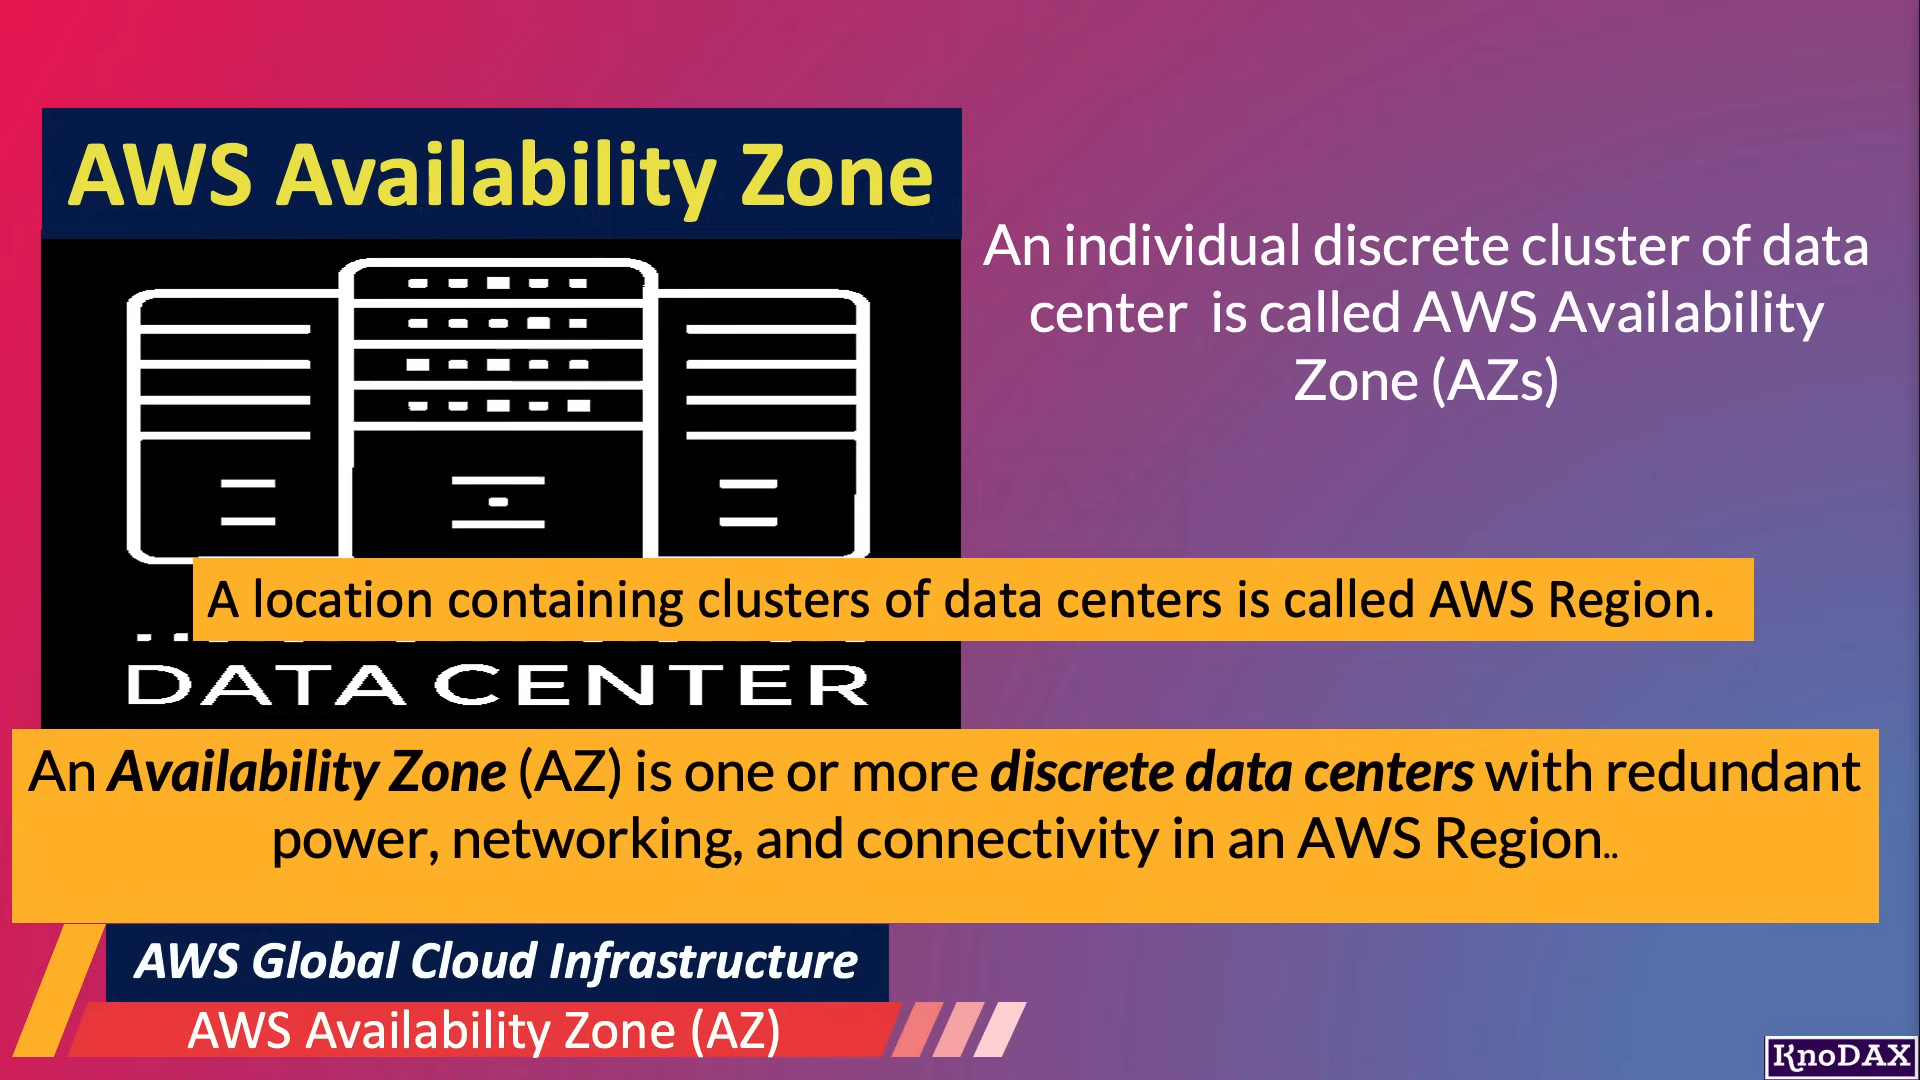 AWS Availability Zone
An individual discrete cluster of data
center is called AWS Availability
Zone (AZs)
A location containing clusters of data centers is called AWS Region.
DATA CENTER
An Availability Zone (AZ) is one or more discrete data centers with redundant
power, networking, and connectivity in an AWS Region..
AWS Global Cloud Infrastructure
AWS Availability Zone (AZ)
KnoDAX